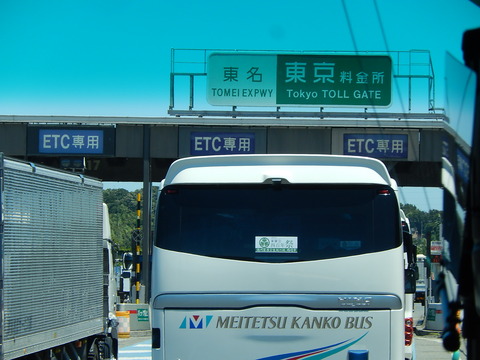 東名
TOMEI EXPWY
東京料金所
Tokyo TOLL GATE
ETC専用
ETC専用
ETC専用
MEITETSU KANKO BUS